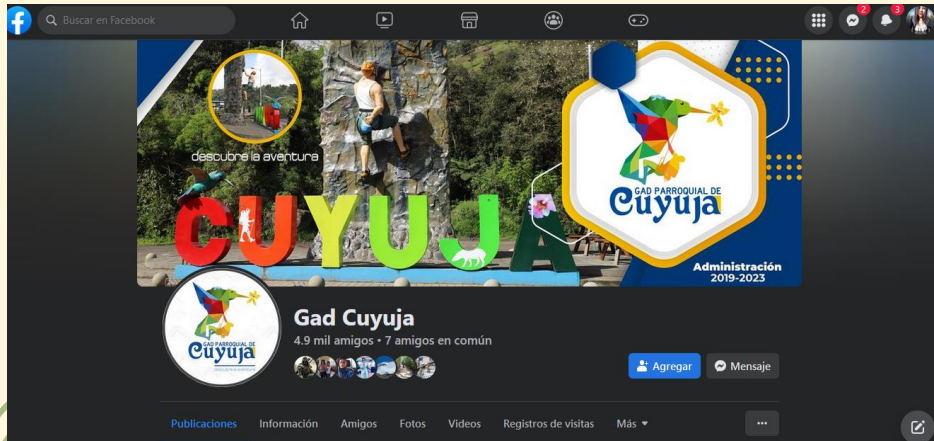 Buscar en Facebook
2
3
descubre la aventura
CUYUJA
GAD PARROQUIAL DE
Cuyuja
Administración
2019-2023
GAD PARROQUIAL DE
Cuyuja
Gad Cuyuja
4.9 mil amigos • 7 amigos en común
Agregar
Mensaje
Publicaciones
Información
Amigos
Fotos
Videos
Registros de visitas
Más